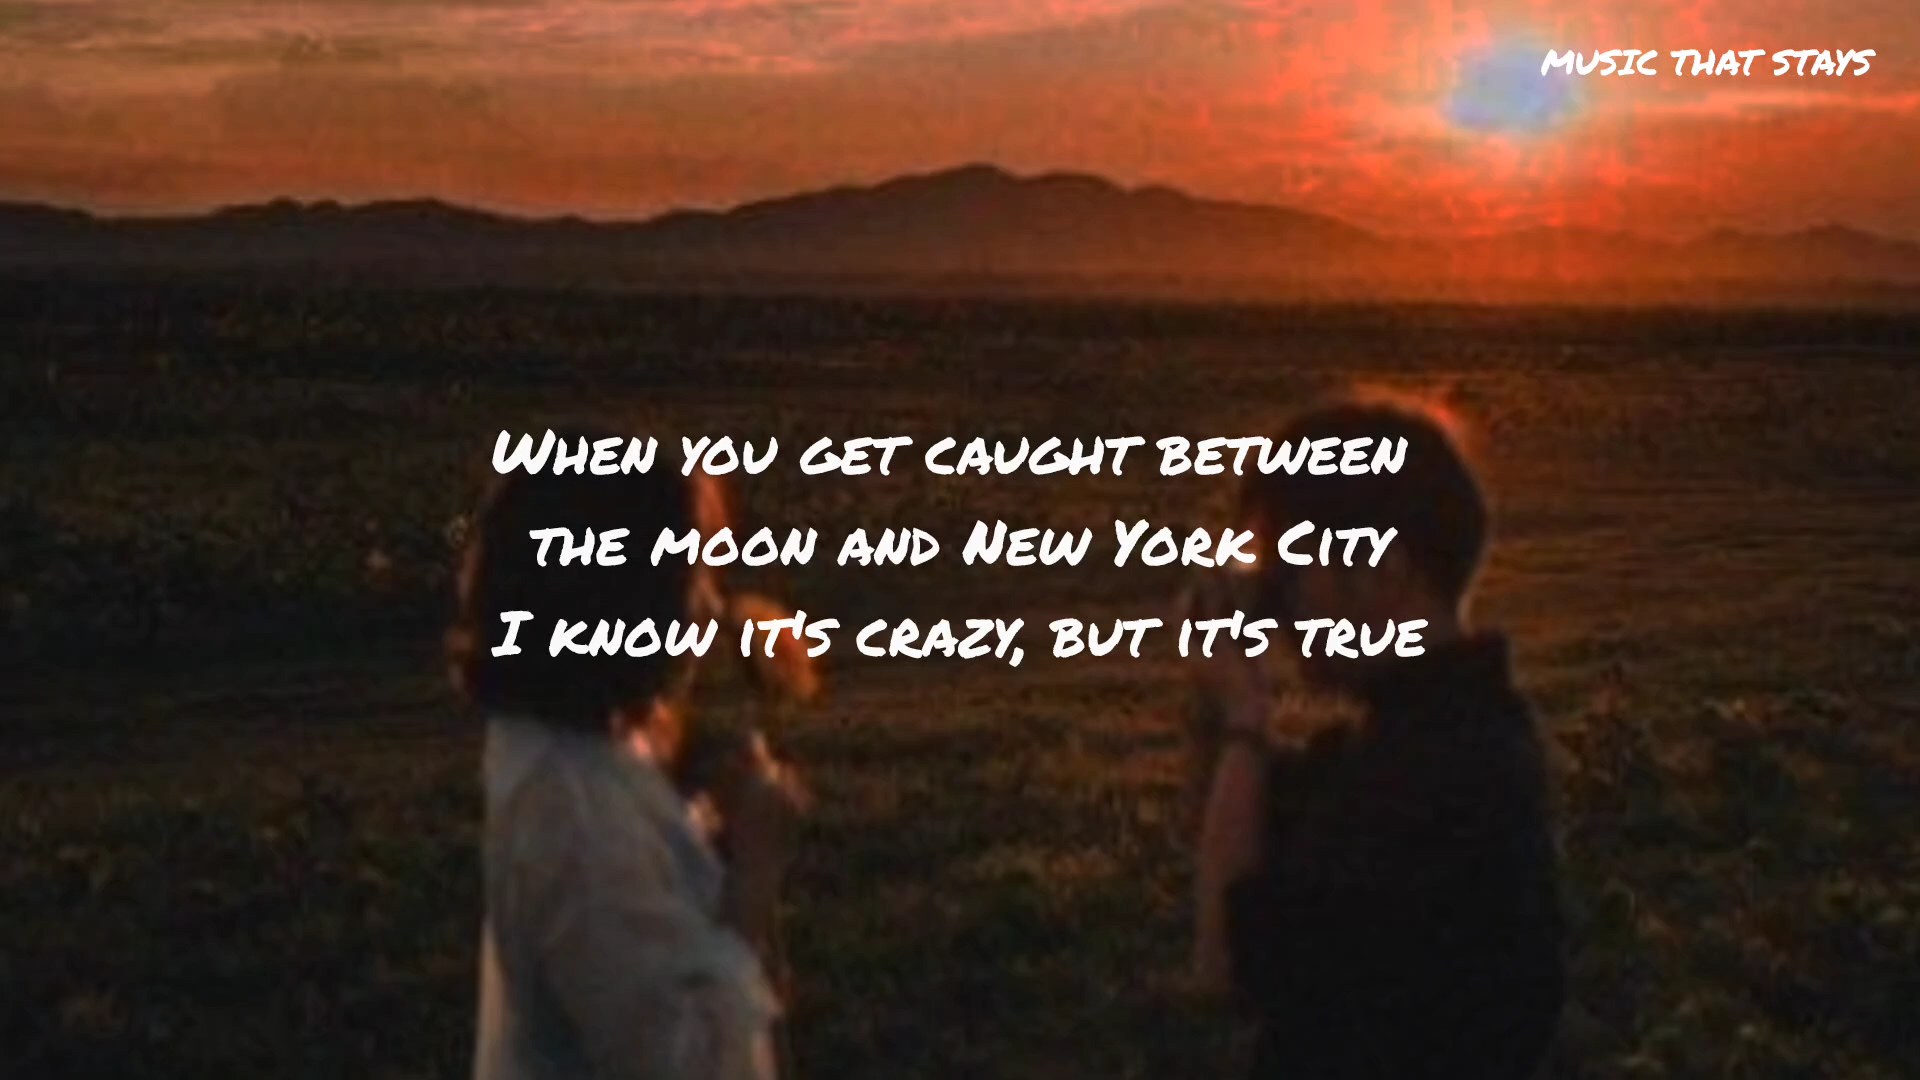 MUSIC THAT STAYS
When you get caught between
the moon and New York City
I know it's crazy, but it's true